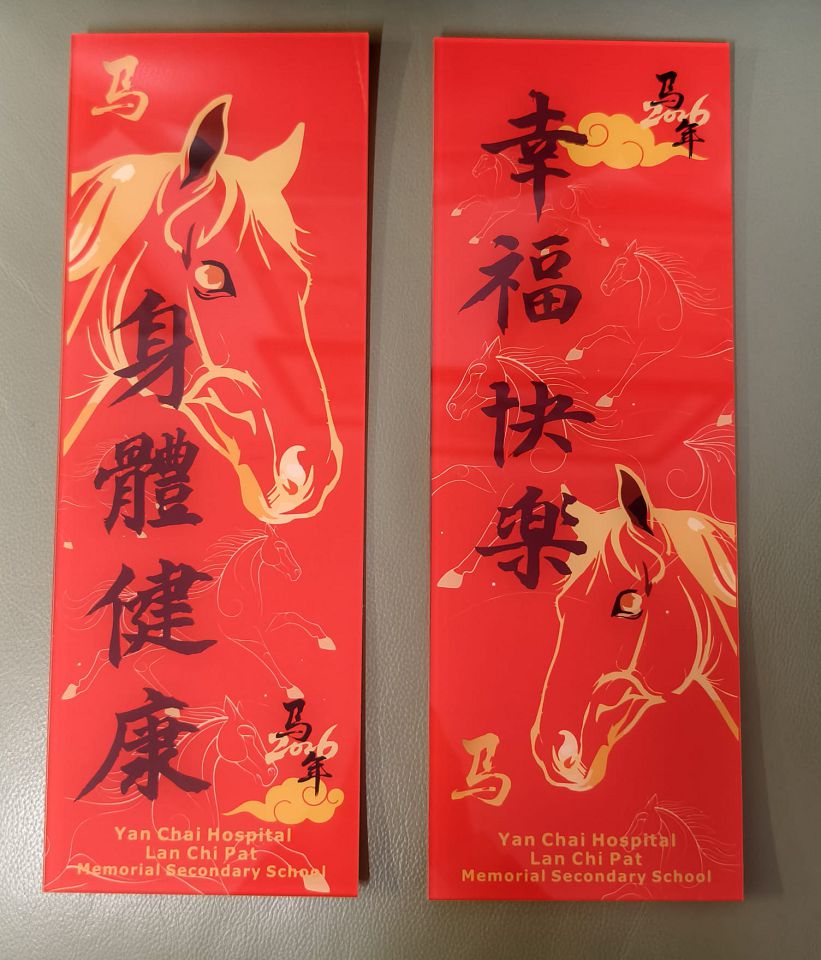 马
身體健康
马
2026
年
Yan Chai Hospital
Lan Chi Pat
Memorial Secondary School
马
2026
年
幸福快楽
马
Yan Chai Hospital
Lan Chi Pat
Memorial Secondary School